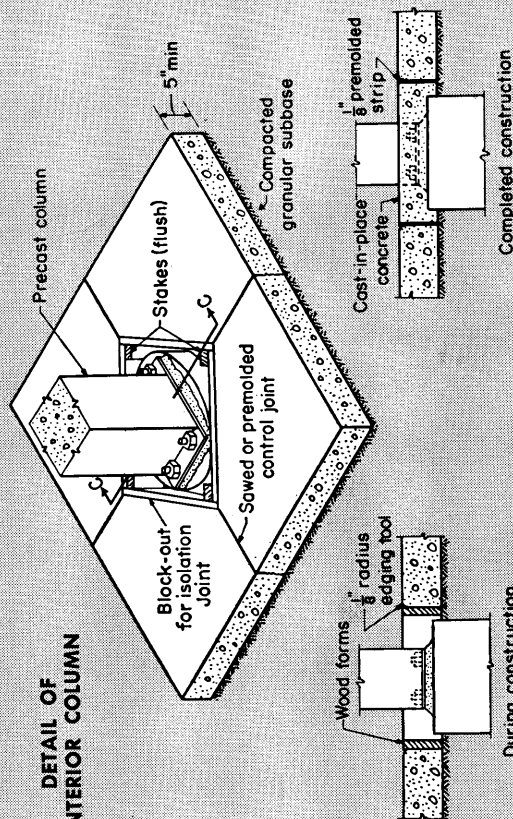 DETAIL OF
NTERIOR COLUMN
Precast column
5" min
Stakes (flush)
Compacted
granular subbase
C
C
Block-out
for isolation
Joint
Sawed or premolded
control joint
Wood forms
1/8" radius
edging tool
During construction
Cast-in-place
concrete
1/8" premolded
strip
Completed construction